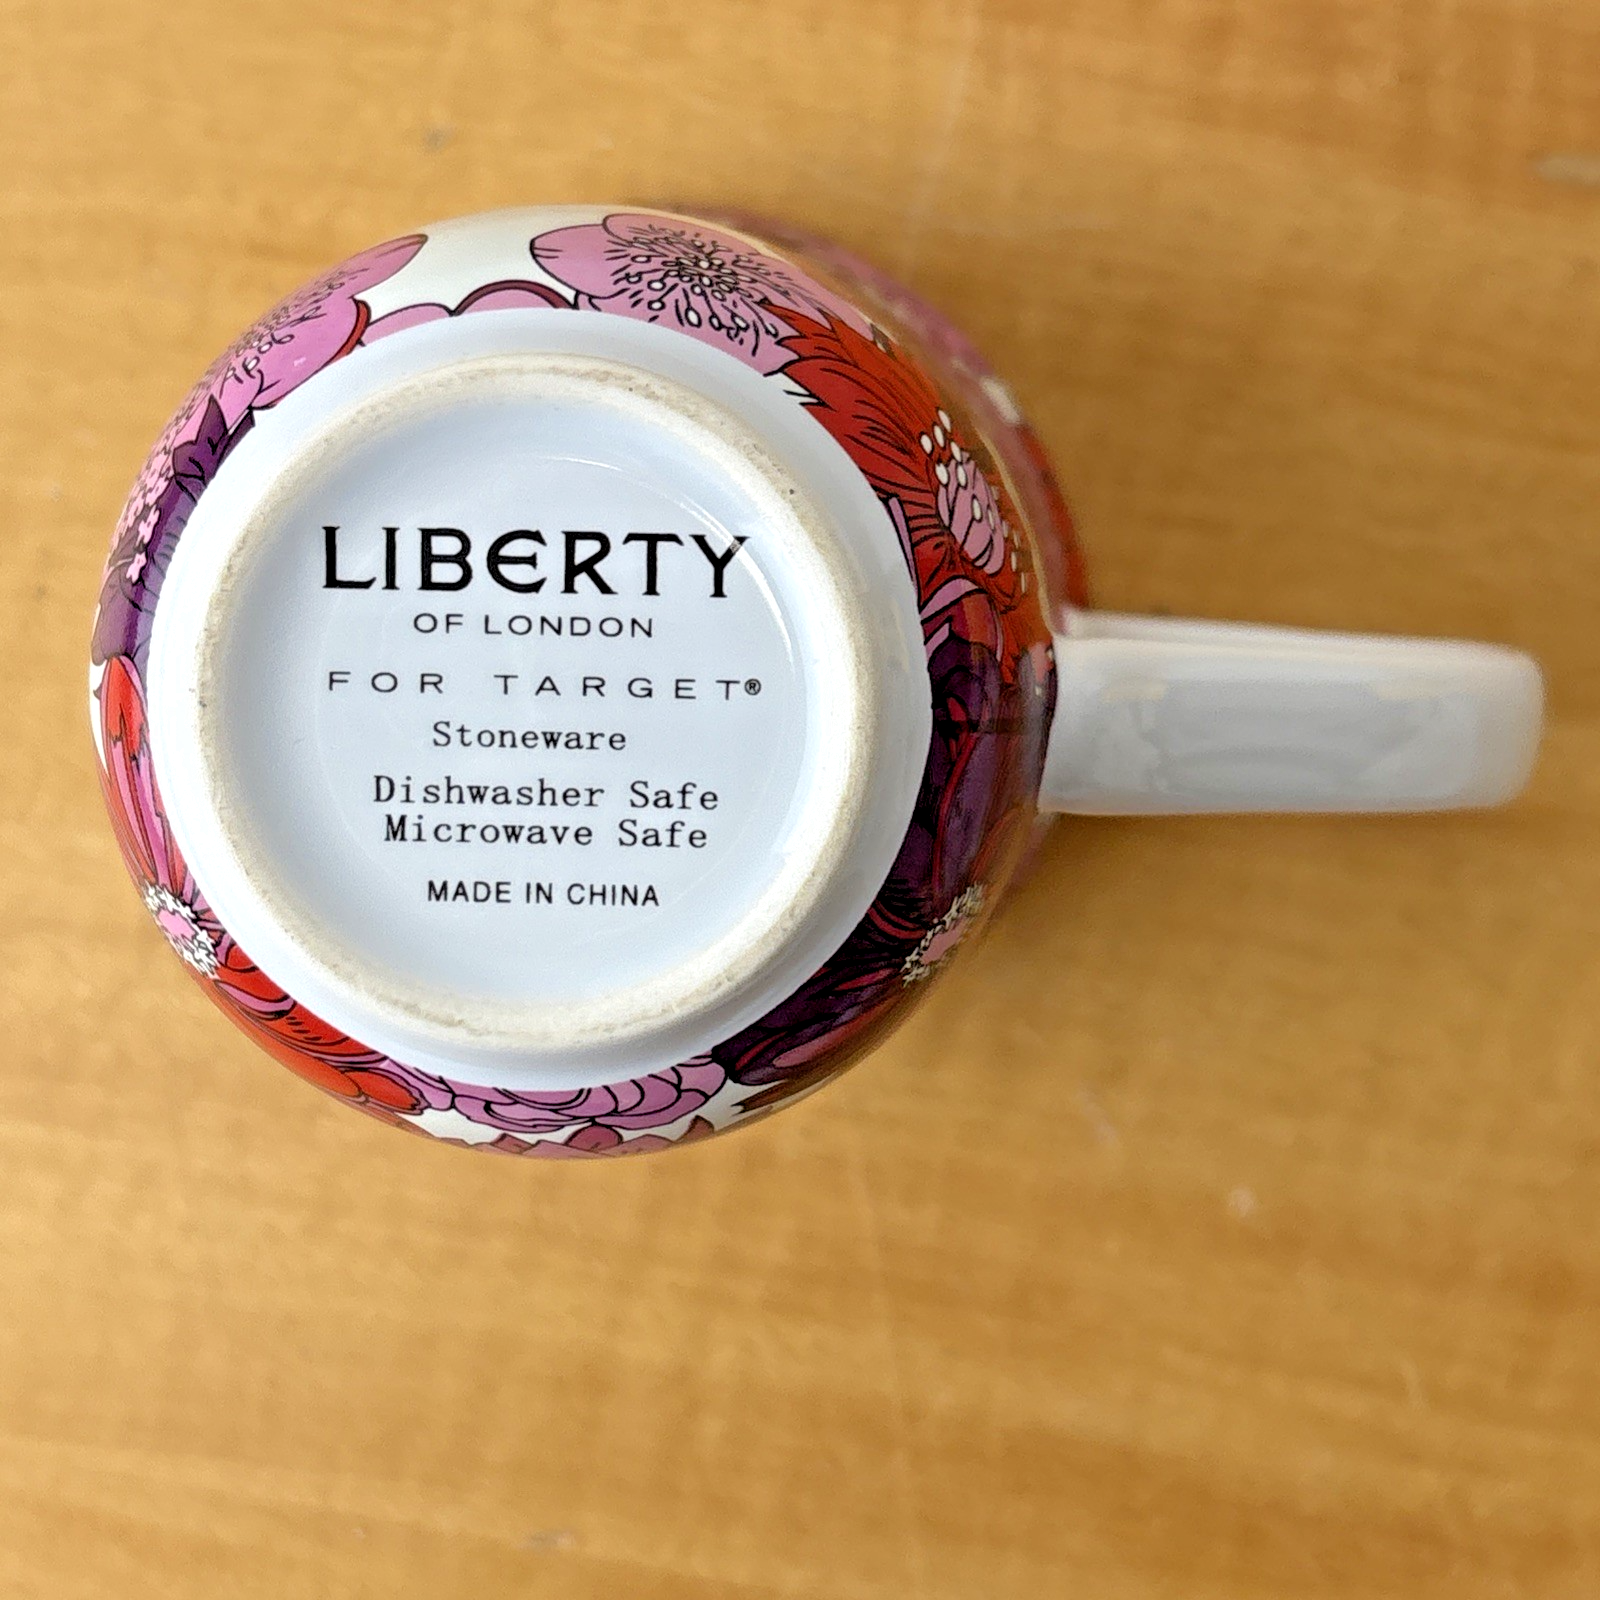 LIBERTY
OF LONDON
FOR TARGET®
Stoneware
Dishwasher Safe
Microwave Safe
MADE IN CHINA